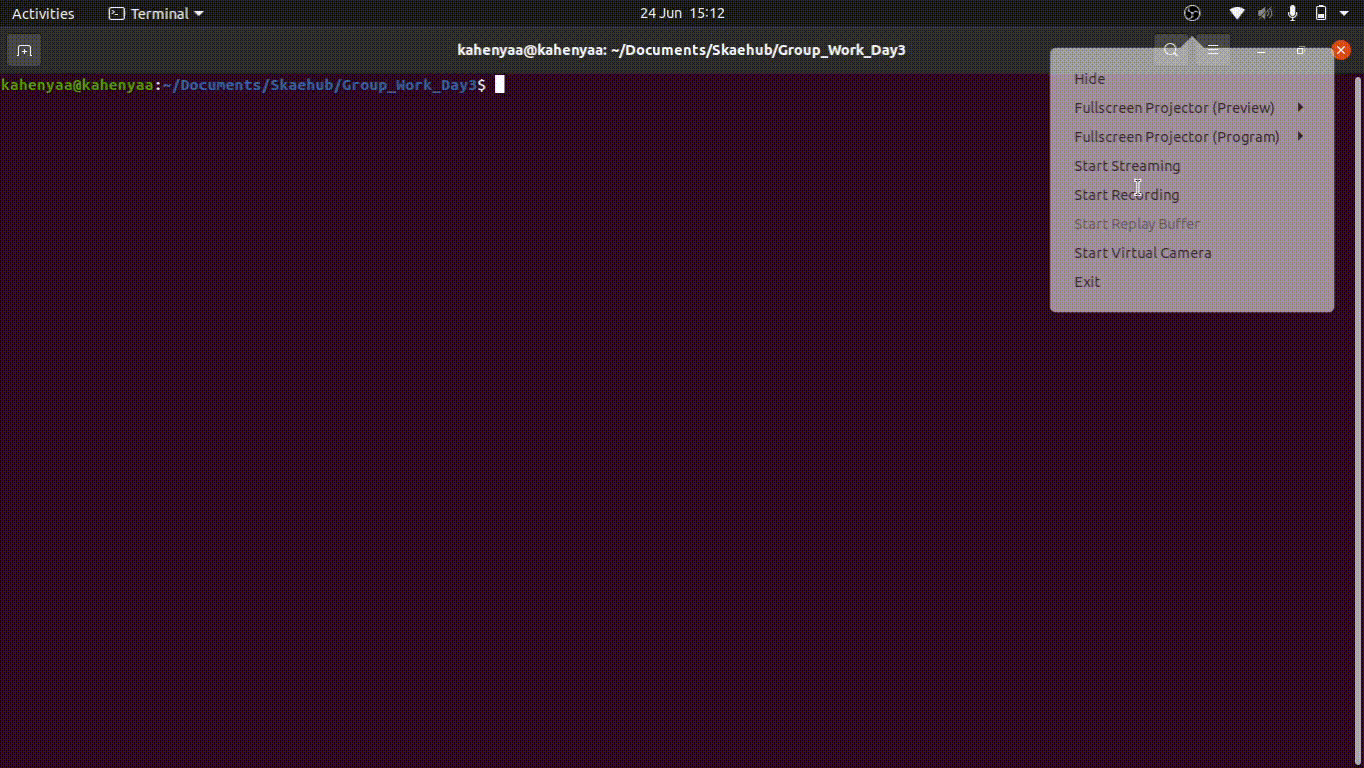 Activities Terminal 24 Jun 15:12
kahenyaa@kahenyaa: ~/Documents/Skaehub/Group_Work_Day3
kahenyaa@kahenyaa:~/Documents/Skaehub/Group_Work_Day3$
Hide
Fullscreen Projector (Preview)
Fullscreen Projector (Program)
Start Streaming
Start Recording
Start Replay Buffer
Start Virtual Camera
Exit